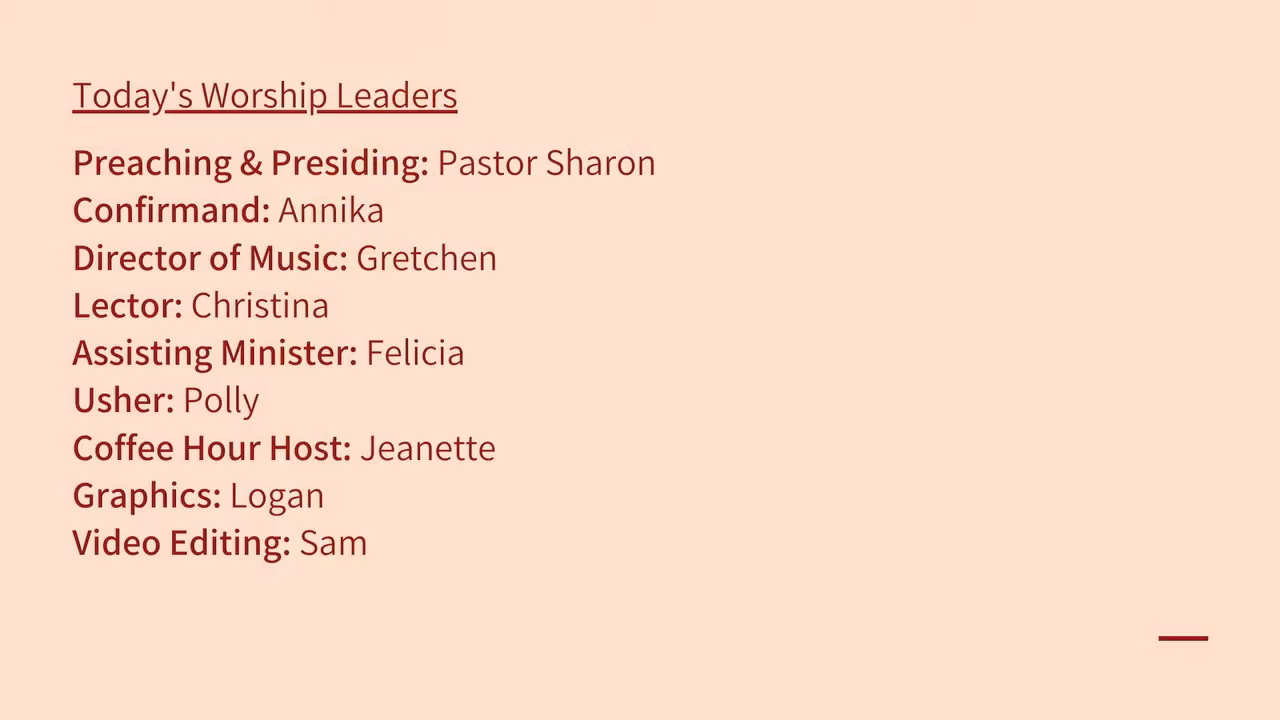 Today's Worship Leaders
Preaching & Presiding: Pastor Sharon
Confirmand: Annika
Director of Music: Gretchen
Lector: Christina
Assisting Minister: Felicia
Usher: Polly
Coffee Hour Host: Jeanette
Graphics: Logan
Video Editing: Sam